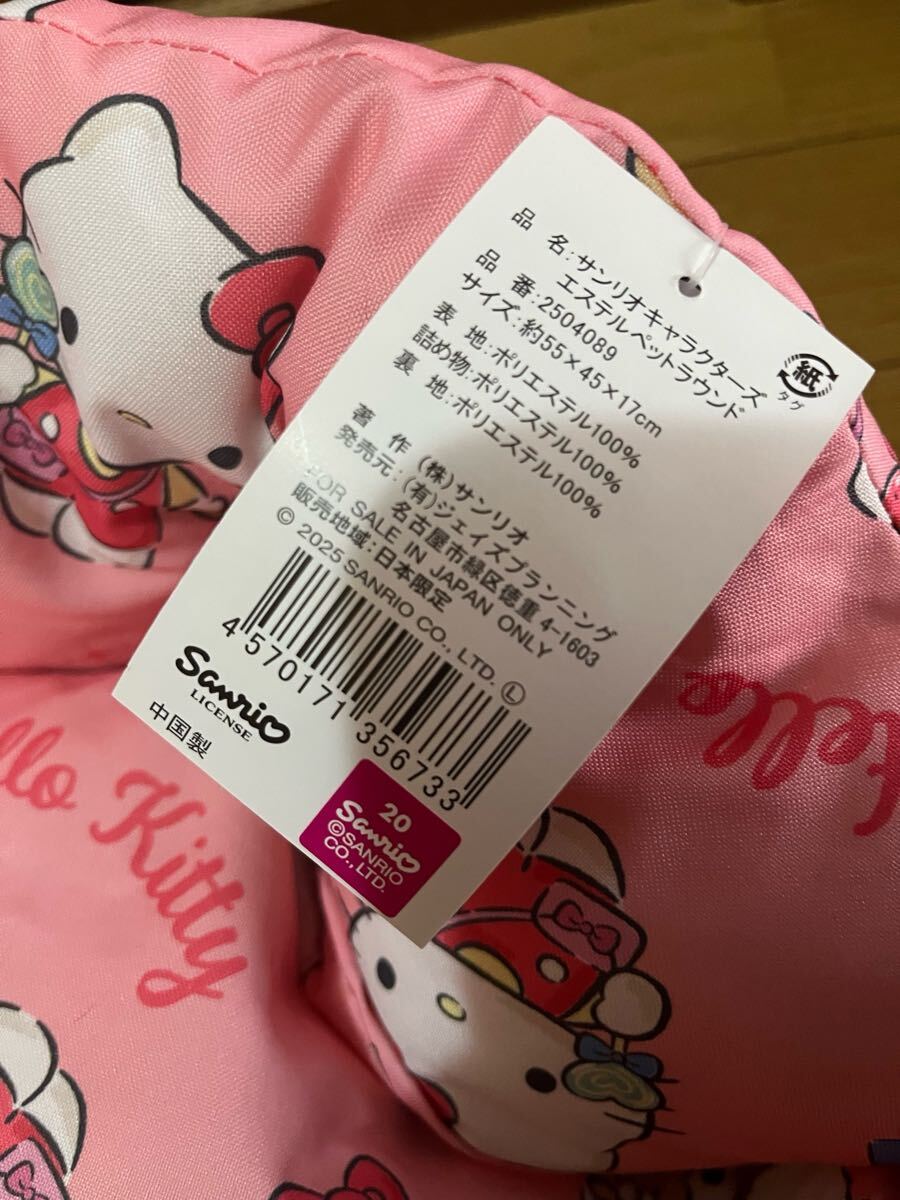 品名:サンリオキャラクターズ
エステルペットラウンド
品番:2504089
サイズ:約55×45×17cm
表地:ポリエステル100%
詰め物:ポリエステル100%
裏地:ポリエステル100%
著作:(株)サンリオ
発売元:(有)ジェイズプランニング
名古屋市緑区徳重 4-1603
販売地域:日本限定
FOR SALE IN JAPAN ONLY
© 2025 SANRIO CO., LTD. Ⓛ
4 570171 356733
Sanrio
LICENSE
中国製
20
Sanrio
©SANRIO
CO.,LTD.
紙
タグ
Hello
llo Kitty